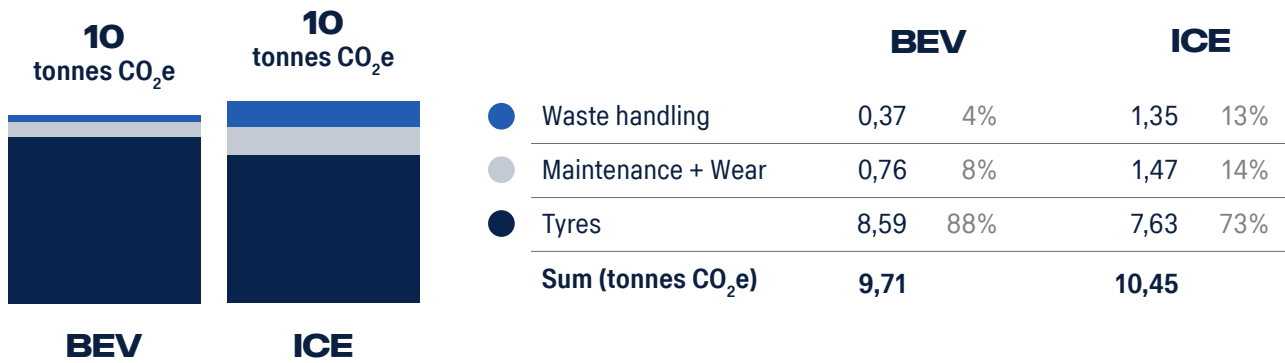 10
tonnes CO₂e
10
tonnes CO₂e
BEV
ICE
BEV ICE
Waste handling 0,37 4% 1,35 13%
Maintenance + Wear 0,76 8% 1,47 14%
Tyres 8,59 88% 7,63 73%
Sum (tonnes CO₂e) 9,71 10,45